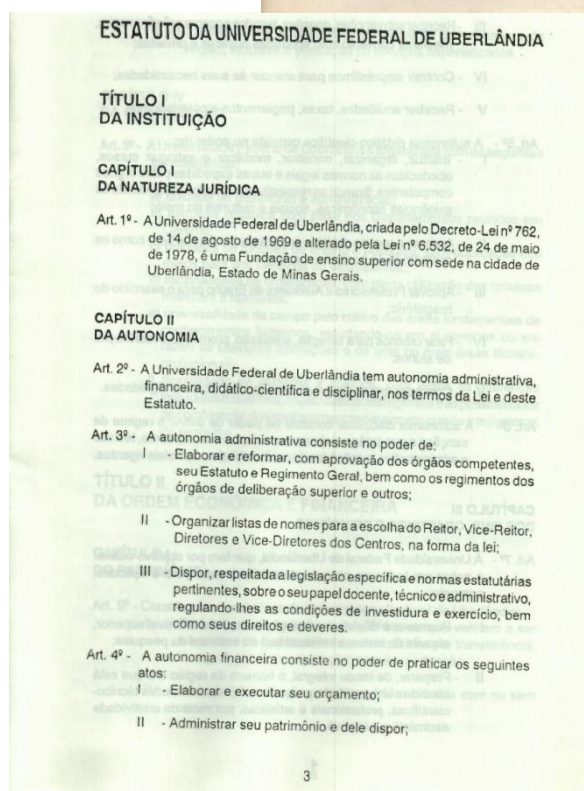 ESTATUTO DA UNIVERSIDADE FEDERAL DE UBERLÂNDIA
TÍTULO I
DA INSTITUIÇÃO
CAPÍTULO I
DA NATUREZA JURÍDICA
Art. 1º - A Universidade Federal de Uberlândia, criada pelo Decreto-Lei nº 762,
de 14 de agosto de 1969 e alterado pela Lei nº 6.532, de 24 de maio
de 1978, é uma Fundação de ensino superior com sede na cidade de
Uberlândia, Estado de Minas Gerais.
CAPÍTULO II
DA AUTONOMIA
Art. 2º - A Universidade Federal de Uberlândia tem autonomia administrativa,
financeira, didático-científica e disciplinar, nos termos da Lei e deste
Estatuto.
Art. 3º - A autonomia administrativa consiste no poder de:
I - Elaborar e reformar, com aprovação dos órgãos competentes,
seu Estatuto e Regimento Geral, bem como os regimentos dos
órgãos de deliberação superior e outros;
II - Organizar listas de nomes para a escolha do Reitor, Vice-Reitor,
Diretores e Vice-Diretores dos Centros, na forma da lei;
III - Dispor, respeitada a legislação específica e normas estatutárias
pertinentes, sobre o seu papel docente, técnico e administrativo,
regulando-lhes as condições de investidura e exercício, bem
como seus direitos e deveres.
Art. 4º - A autonomia financeira consiste no poder de praticar os seguintes
atos:
I - Elaborar e executar seu orçamento;
II - Administrar seu patrimônio e dele dispor;
3